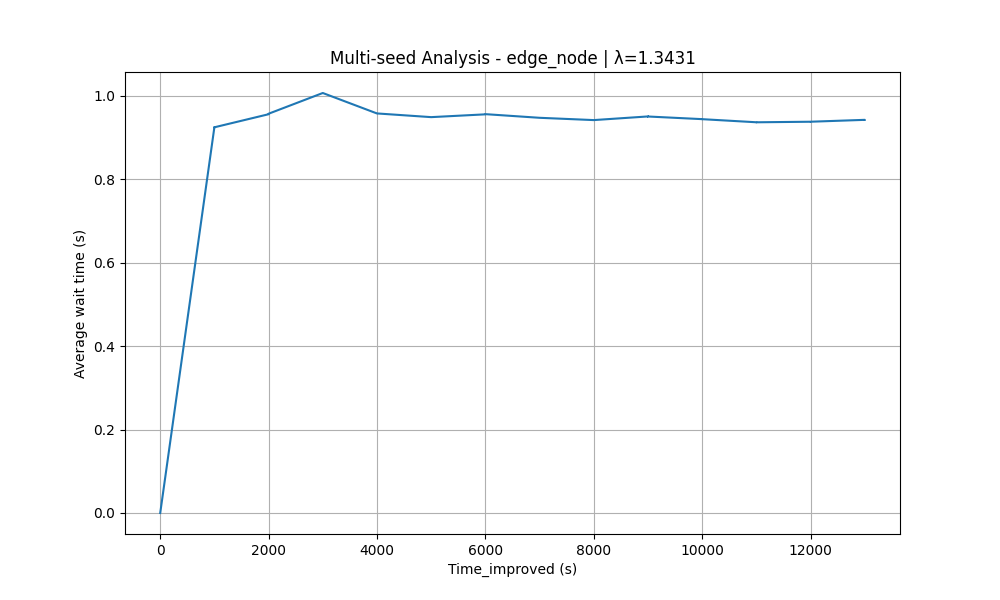 Multi-seed Analysis - edge_node | λ=1.3431
Average wait time (s)
1.0
0.8
0.6
0.4
0.2
0.0
0 2000 4000 6000 8000 10000 12000
Time_improved (s)